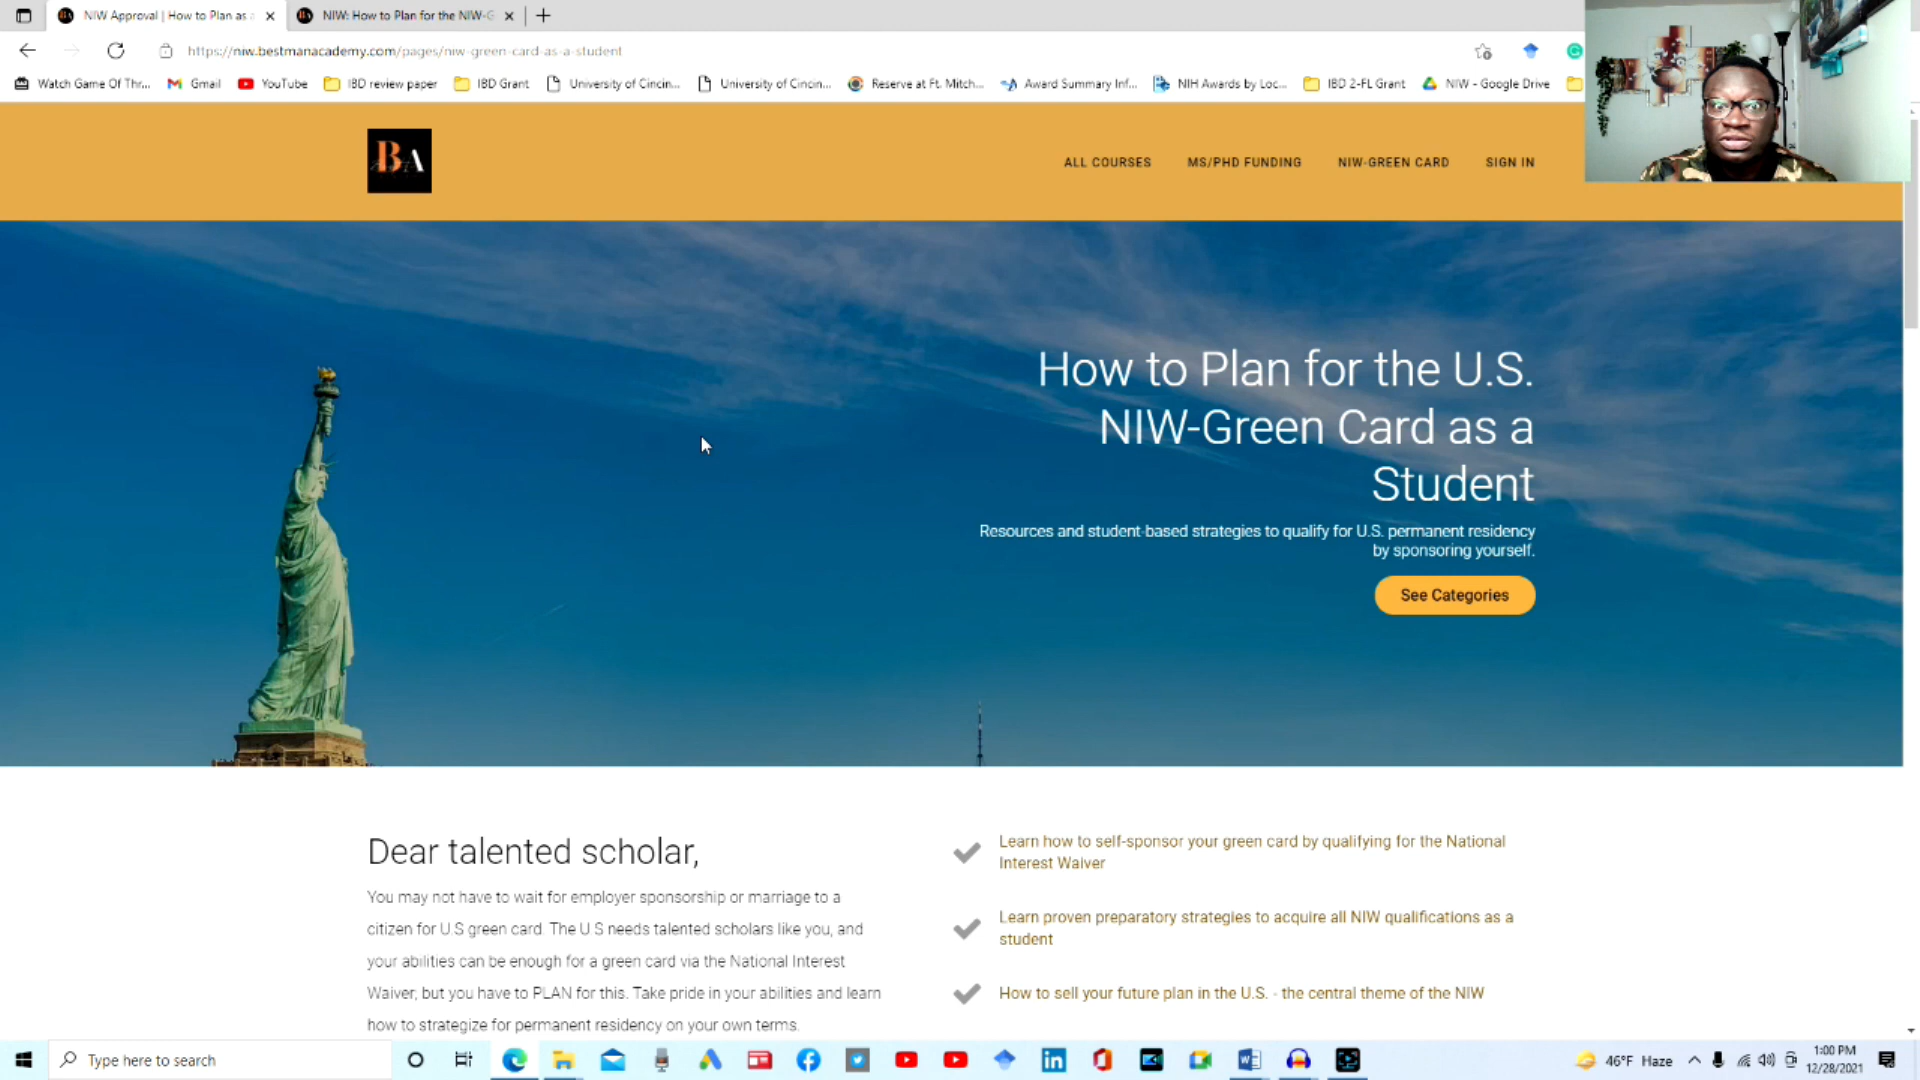 NIW Approval | How to Plan as a
NIW: How to Plan for the NIW-G
https://niw.bestmanacademy.com/pages/niw-green-card-as-a-student
Watch Game Of Thr...
Gmail
YouTube
IBD review paper
IBD Grant
University of Cincin...
University of Cincin...
Reserve at Ft. Mitch...
Award Summary Inf...
NIH Awards by Loc...
IBD 2-FL Grant
NIW - Google Drive
BA
ALL COURSES
MS/PHD FUNDING
NIW-GREEN CARD
SIGN IN
How to Plan for the U.S.
NIW-Green Card as a
Student
Resources and student-based strategies to qualify for U.S. permanent residency
by sponsoring yourself.
See Categories
Dear talented scholar,
You may not have to wait for employer sponsorship or marriage to a
citizen for U.S green card. The U S needs talented scholars like you, and
your abilities can be enough for a green card via the National Interest
Waiver; but you have to PLAN for this. Take pride in your abilities and learn
how to strategize for permanent residency on your own terms.
Learn how to self-sponsor your green card by qualifying for the National
Interest Waiver
Learn proven preparatory strategies to acquire all NIW qualifications as a
student
How to sell your future plan in the U.S. - the central theme of the NIW
Type here to search
46°F Haze
1:00 PM
12/28/2021